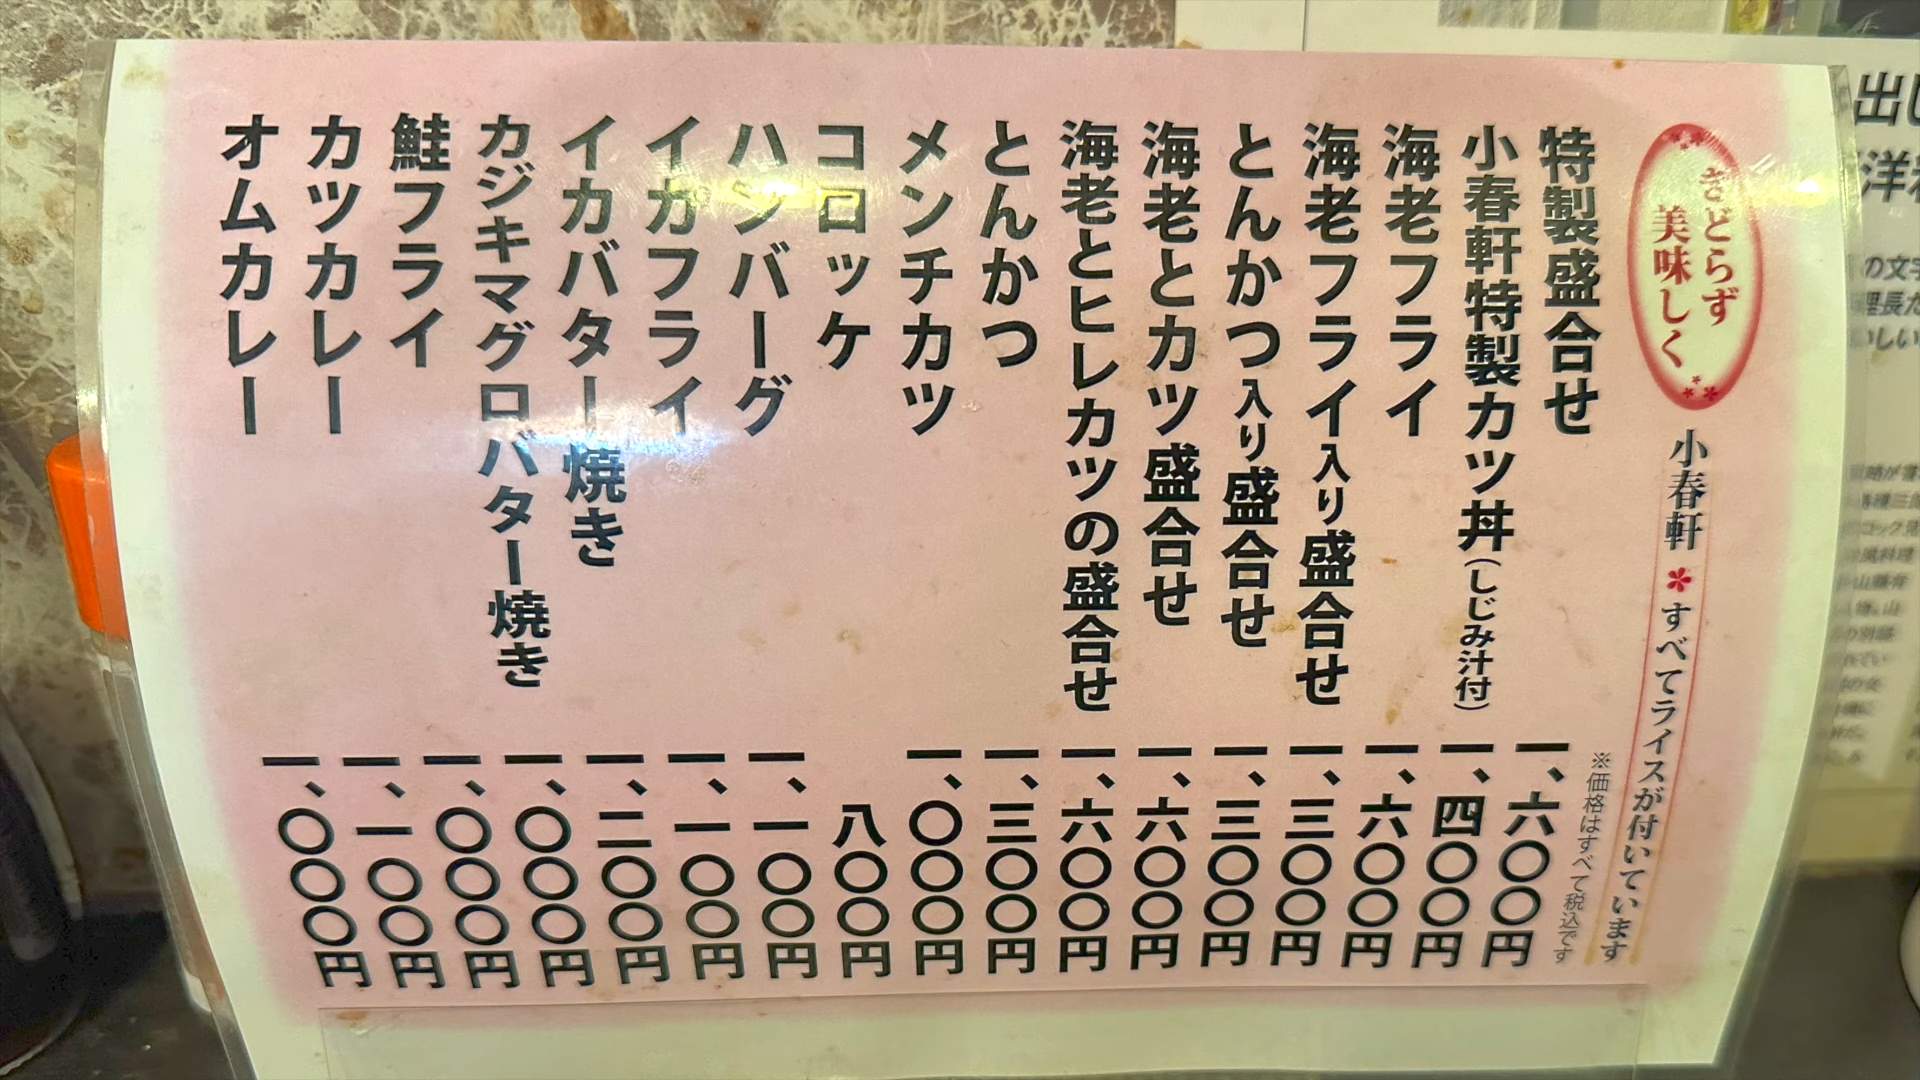 きどらず
美味しく
小春軒 * すべてライスが付いています
※価格はすべて税込です
特製盛合せ 一、六〇〇円
小春軒特製カツ丼(しじみ汁付) 一、四〇〇円
海老フライ 一、六〇〇円
海老フライ入り盛合せ 一、三〇〇円
とんかつ入り盛合せ 一、三〇〇円
海老とカツ盛合せ 一、六〇〇円
海老とヒレカツの盛合せ 一、六〇〇円
とんかつ 一、三〇〇円
メンチカツ 一、〇〇〇円
コロッケ 八〇〇円
ハンバーグ 一、一〇〇円
イカフライ 一、一〇〇円
イカバター焼き 一、二〇〇円
カジキマグロバター焼き 一、〇〇〇円
鮭フライ 一、〇〇〇円
カツカレー 一、一〇〇円
オムカレー 一、〇〇〇円